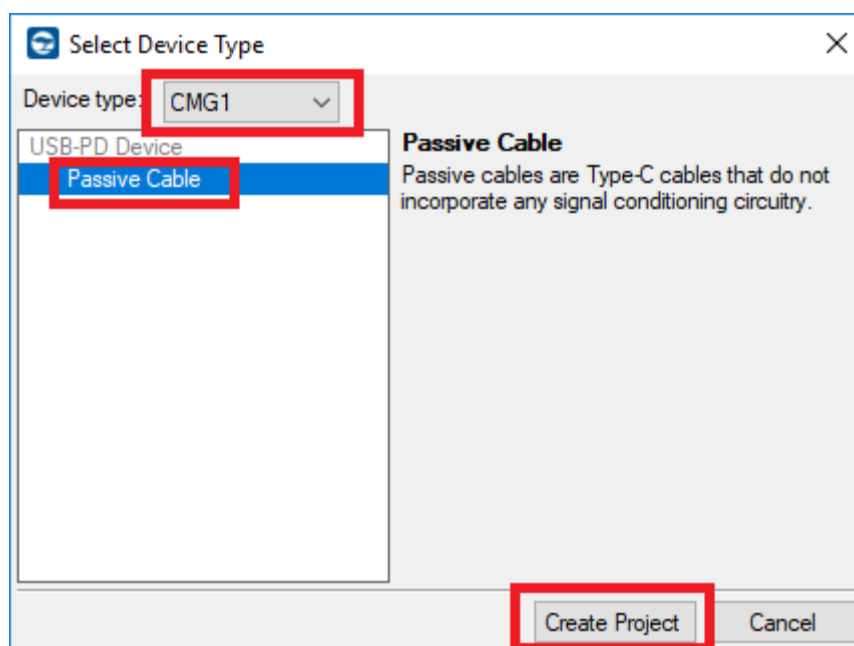 Select Device Type
Device type: CMG1
USB-PD Device
Passive Cable
Passive Cable
Passive cables are Type-C cables that do not
incorporate any signal conditioning circuitry.
Create Project
Cancel